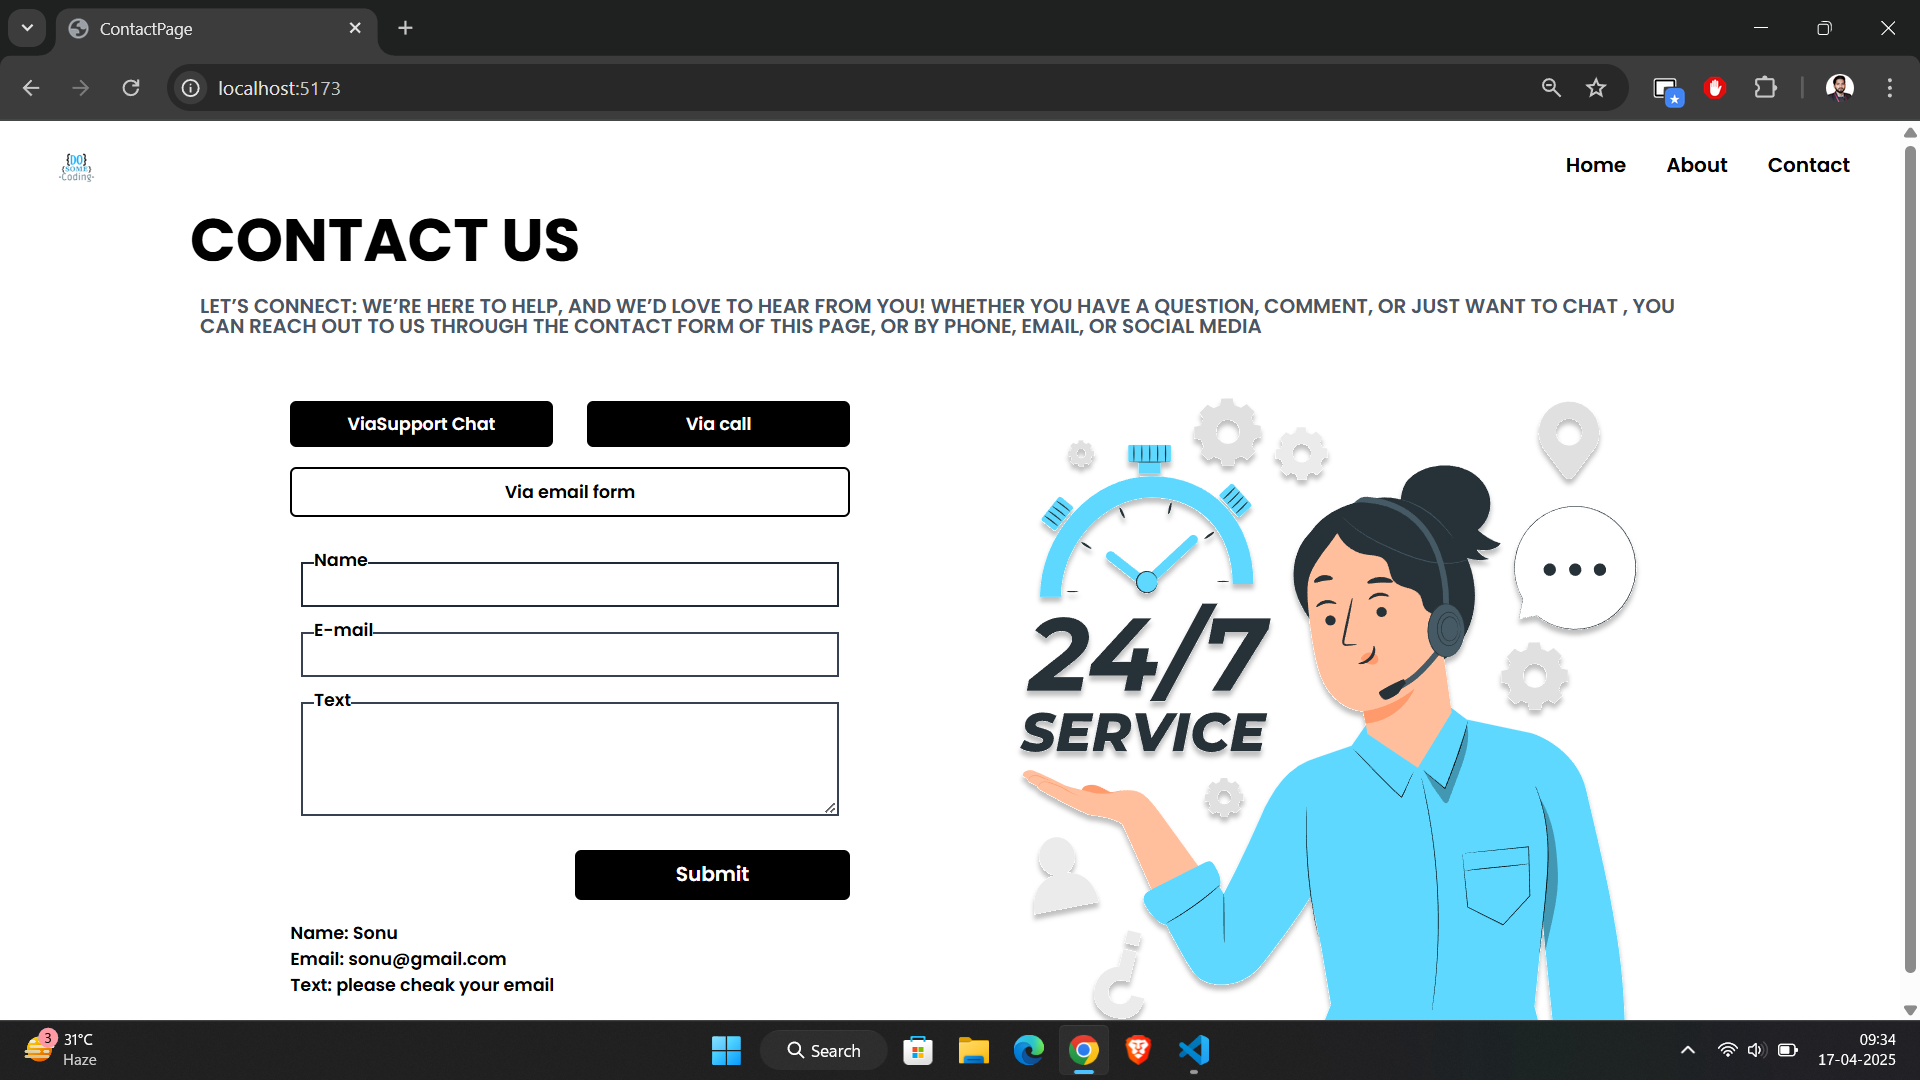 ContactPage
localhost:5173
{DO}
{SOME}
-Coding-
Home About Contact
CONTACT US
LET’S CONNECT: WE’RE HERE TO HELP, AND WE’D LOVE TO HEAR FROM YOU! WHETHER YOU HAVE A QUESTION, COMMENT, OR JUST WANT TO CHAT , YOU
CAN REACH OUT TO US THROUGH THE CONTACT FORM OF THIS PAGE, OR BY PHONE, EMAIL, OR SOCIAL MEDIA
ViaSupport Chat Via call
Via email form
Name
E-mail
Text
Submit
Name: Sonu
Email: sonu@gmail.com
Text: please cheak your email
24/7
SERVICE
3
31°C
Haze
Search
09:34
17-04-2025